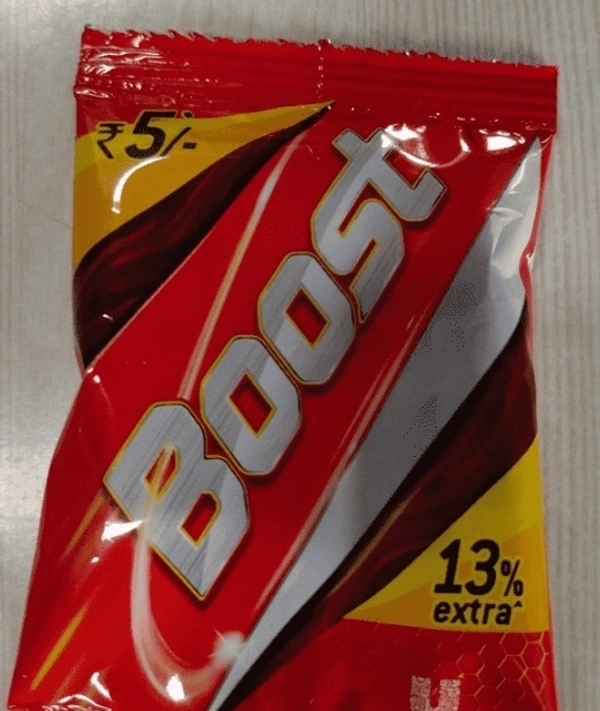 ₹5/-
Boost
13%
extra^